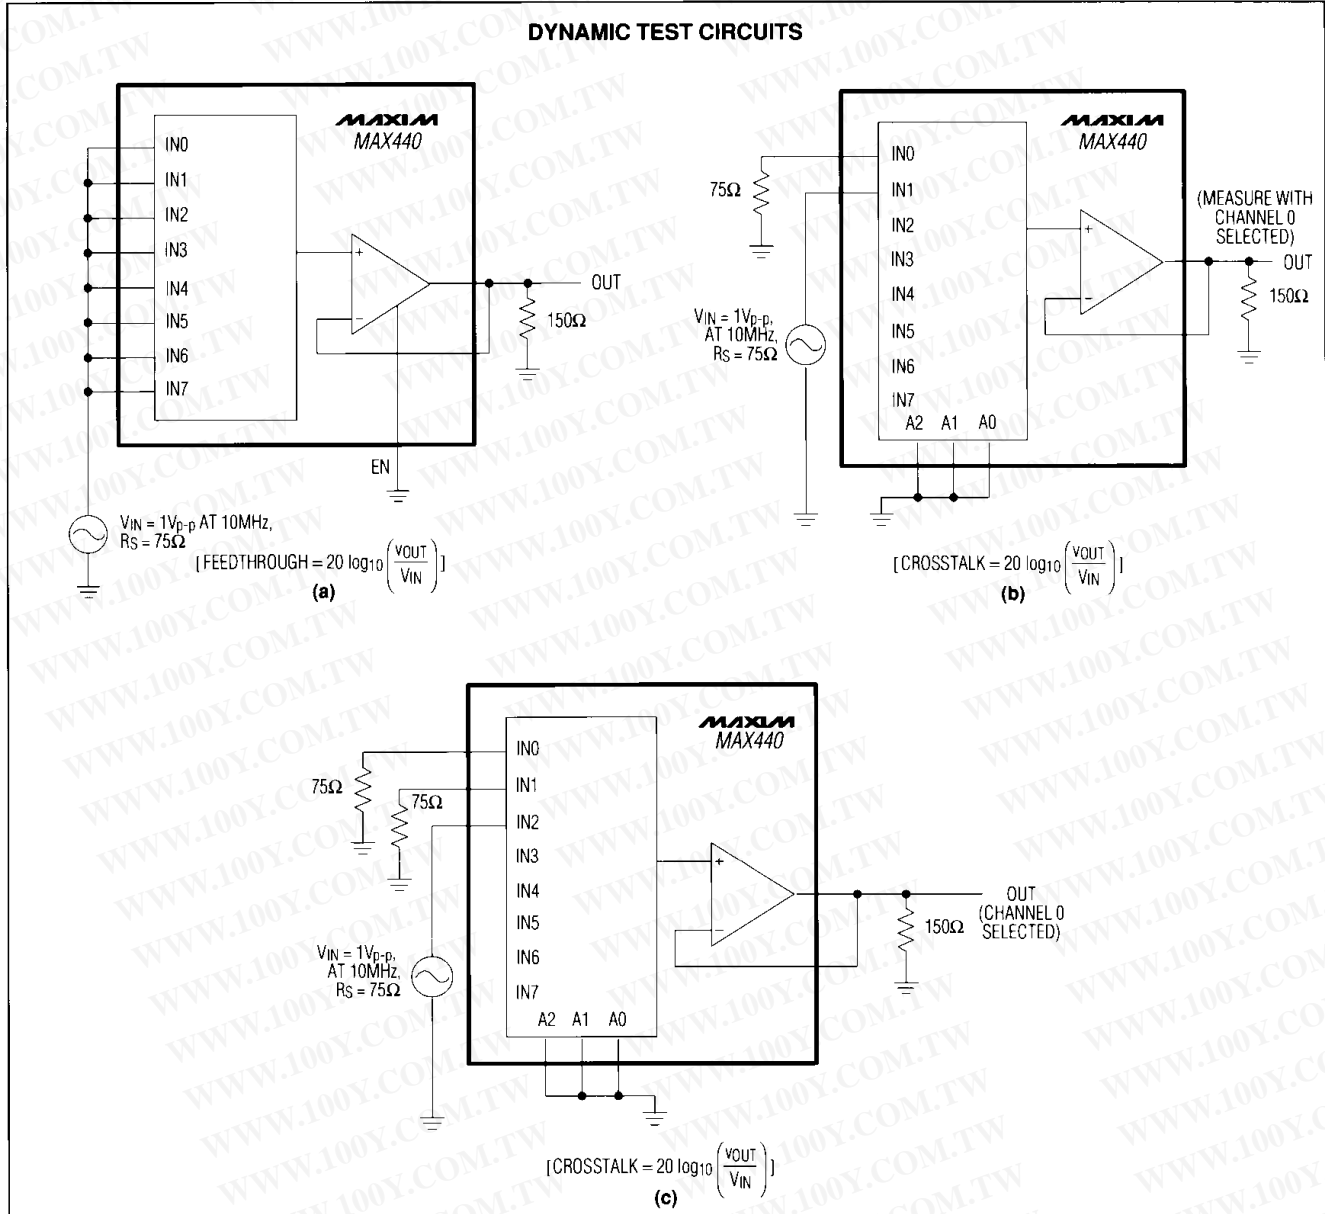 DYNAMIC TEST CIRCUITS
MAXIM
MAX440
IN0
IN1
IN2
IN3
IN4
IN5
IN6
IN7
+
−
OUT
150Ω
EN
VIN = 1Vp-p AT 10MHz,
RS = 75Ω
[ FEEDTHROUGH = 20 log10 (VOUT/VIN) ]
(a)
MAXIM
MAX440
75Ω
IN0
IN1
IN2
IN3
IN4
IN5
IN6
IN7
A2 A1 A0
+
−
(MEASURE WITH
CHANNEL 0
SELECTED)
OUT
150Ω
VIN = 1Vp-p,
AT 10MHz,
RS = 75Ω
[ CROSSTALK = 20 log10 (VOUT/VIN) ]
(b)
MAXIM
MAX440
75Ω
75Ω
IN0
IN1
IN2
IN3
IN4
IN5
IN6
IN7
A2 A1 A0
+
−
OUT
(CHANNEL 0
SELECTED)
150Ω
VIN = 1Vp-p,
AT 10MHz,
RS = 75Ω
[ CROSSTALK = 20 log10 (VOUT/VIN) ]
(c)
WWW.100Y.COM.TW